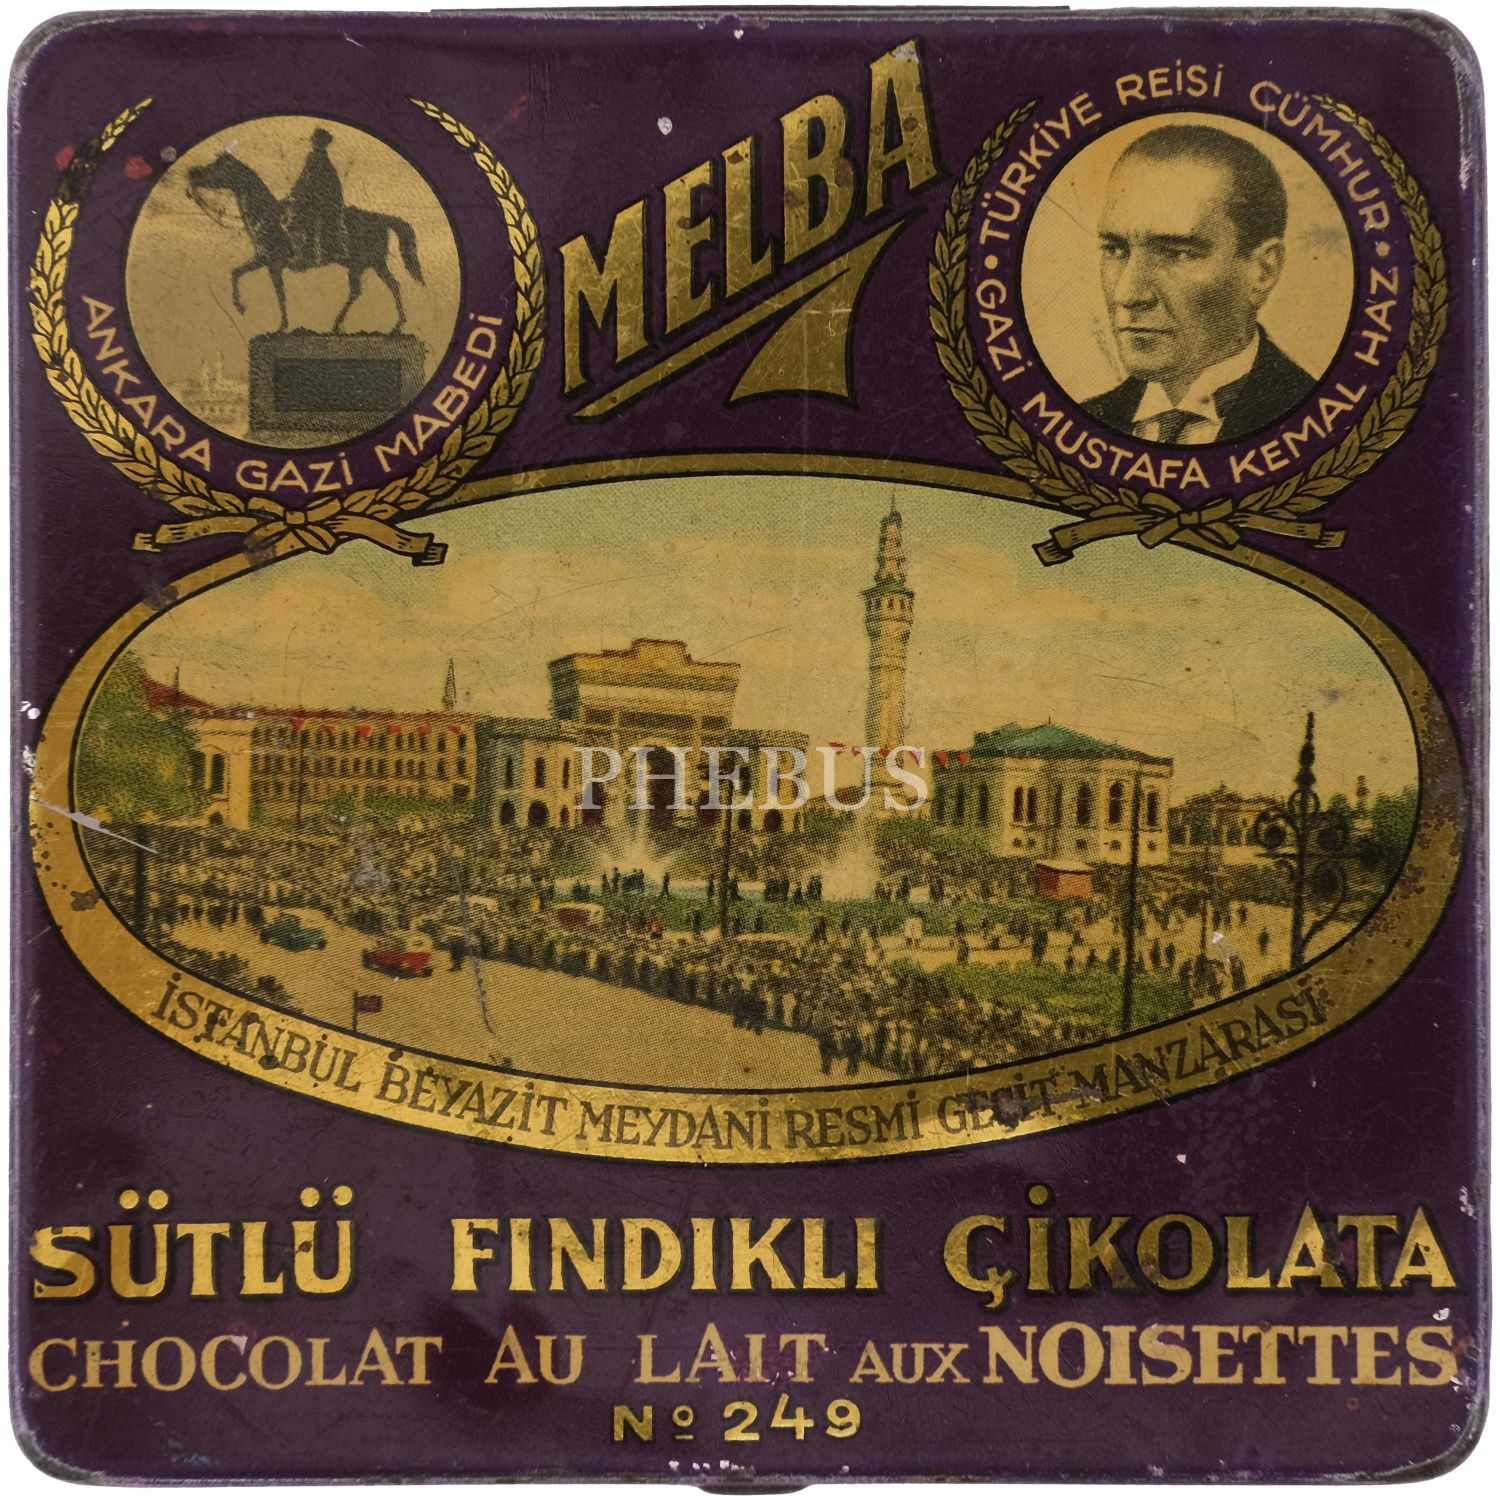 MELBA
ANKARA GAZİ MABEDİ
GAZİ MUSTAFA KEMAL HAZ • TÜRKİYE REİSİ CÜMHUR •
PHEBUS
İSTANBUL BEYAZİT MEYDANİ RESMİ GEÇİT MANZARASİ
SÜTLÜ FINDIKLI ÇİKOLATA
CHOCOLAT AU LAIT AUX NOISETTES
Nº 249